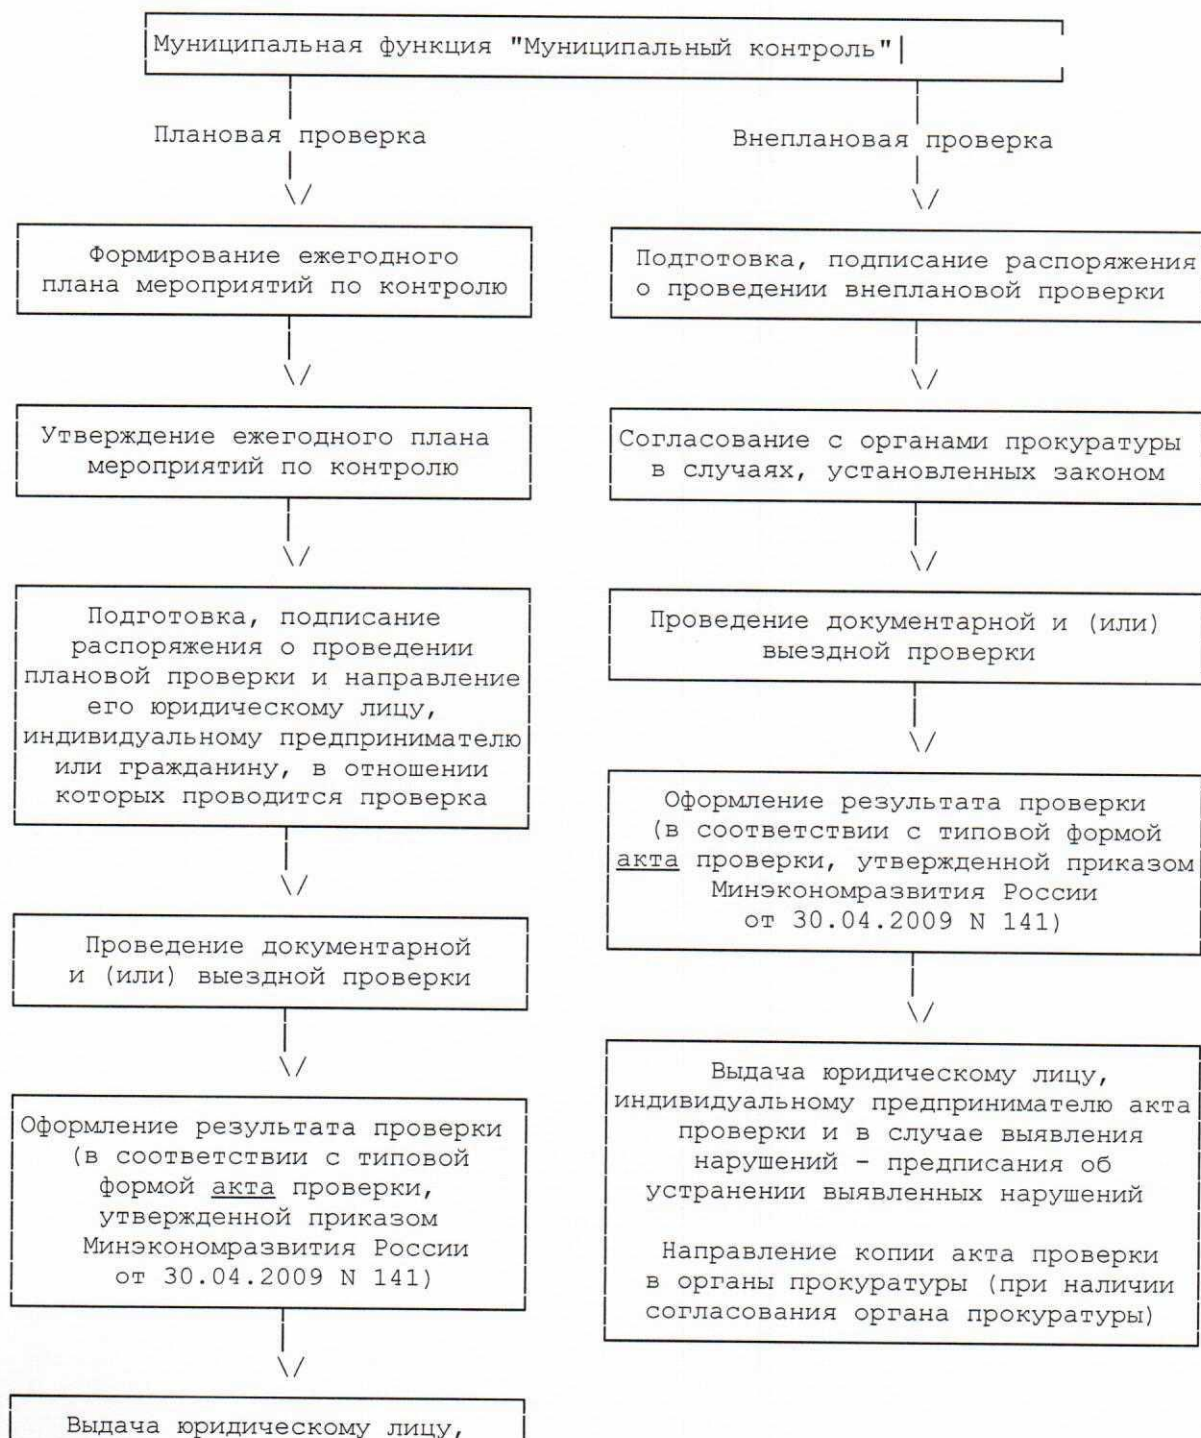 Муниципальная функция "Муниципальный контроль"
Плановая проверка
Формирование ежегодного
плана мероприятий по контролю
Утверждение ежегодного плана
мероприятий по контролю
Подготовка, подписание
распоряжения о проведении
плановой проверки и направление
его юридическому лицу,
индивидуальному предпринимателю
или гражданину, в отношении
которых проводится проверка
Проведение документарной
и (или) выездной проверки
Оформление результата проверки
(в соответствии с типовой
формой акта проверки,
утвержденной приказом
Минэкономразвития России
от 30.04.2009 N 141)
Выдача юридическому лицу,
Внеплановая проверка
Подготовка, подписание распоряжения
о проведении внеплановой проверки
Согласование с органами прокуратуры
в случаях, установленных законом
Проведение документарной и (или)
выездной проверки
Оформление результата проверки
(в соответствии с типовой формой
акта проверки, утвержденной приказом
Минэкономразвития России
от 30.04.2009 N 141)
Выдача юридическому лицу,
индивидуальному предпринимателю акта
проверки и в случае выявления
нарушений - предписания об
устранении выявленных нарушений
Направление копии акта проверки
в органы прокуратуры (при наличии
согласования органа прокуратуры)